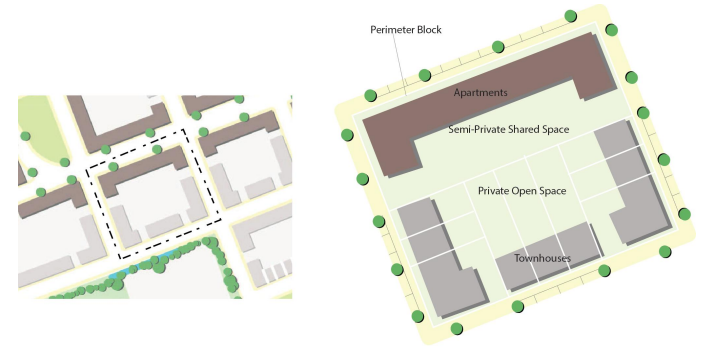 Perimeter Block
Apartments
Semi-Private Shared Space
Private Open Space
Townhouses